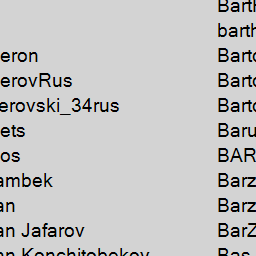 Barth
barth
eron Barto
erovRus Barto
erovski_34rus Barto
ets Baru
os BAR
ambek Barz
an Barz
an Jafarov BarZ
an Konchitobekov Bas